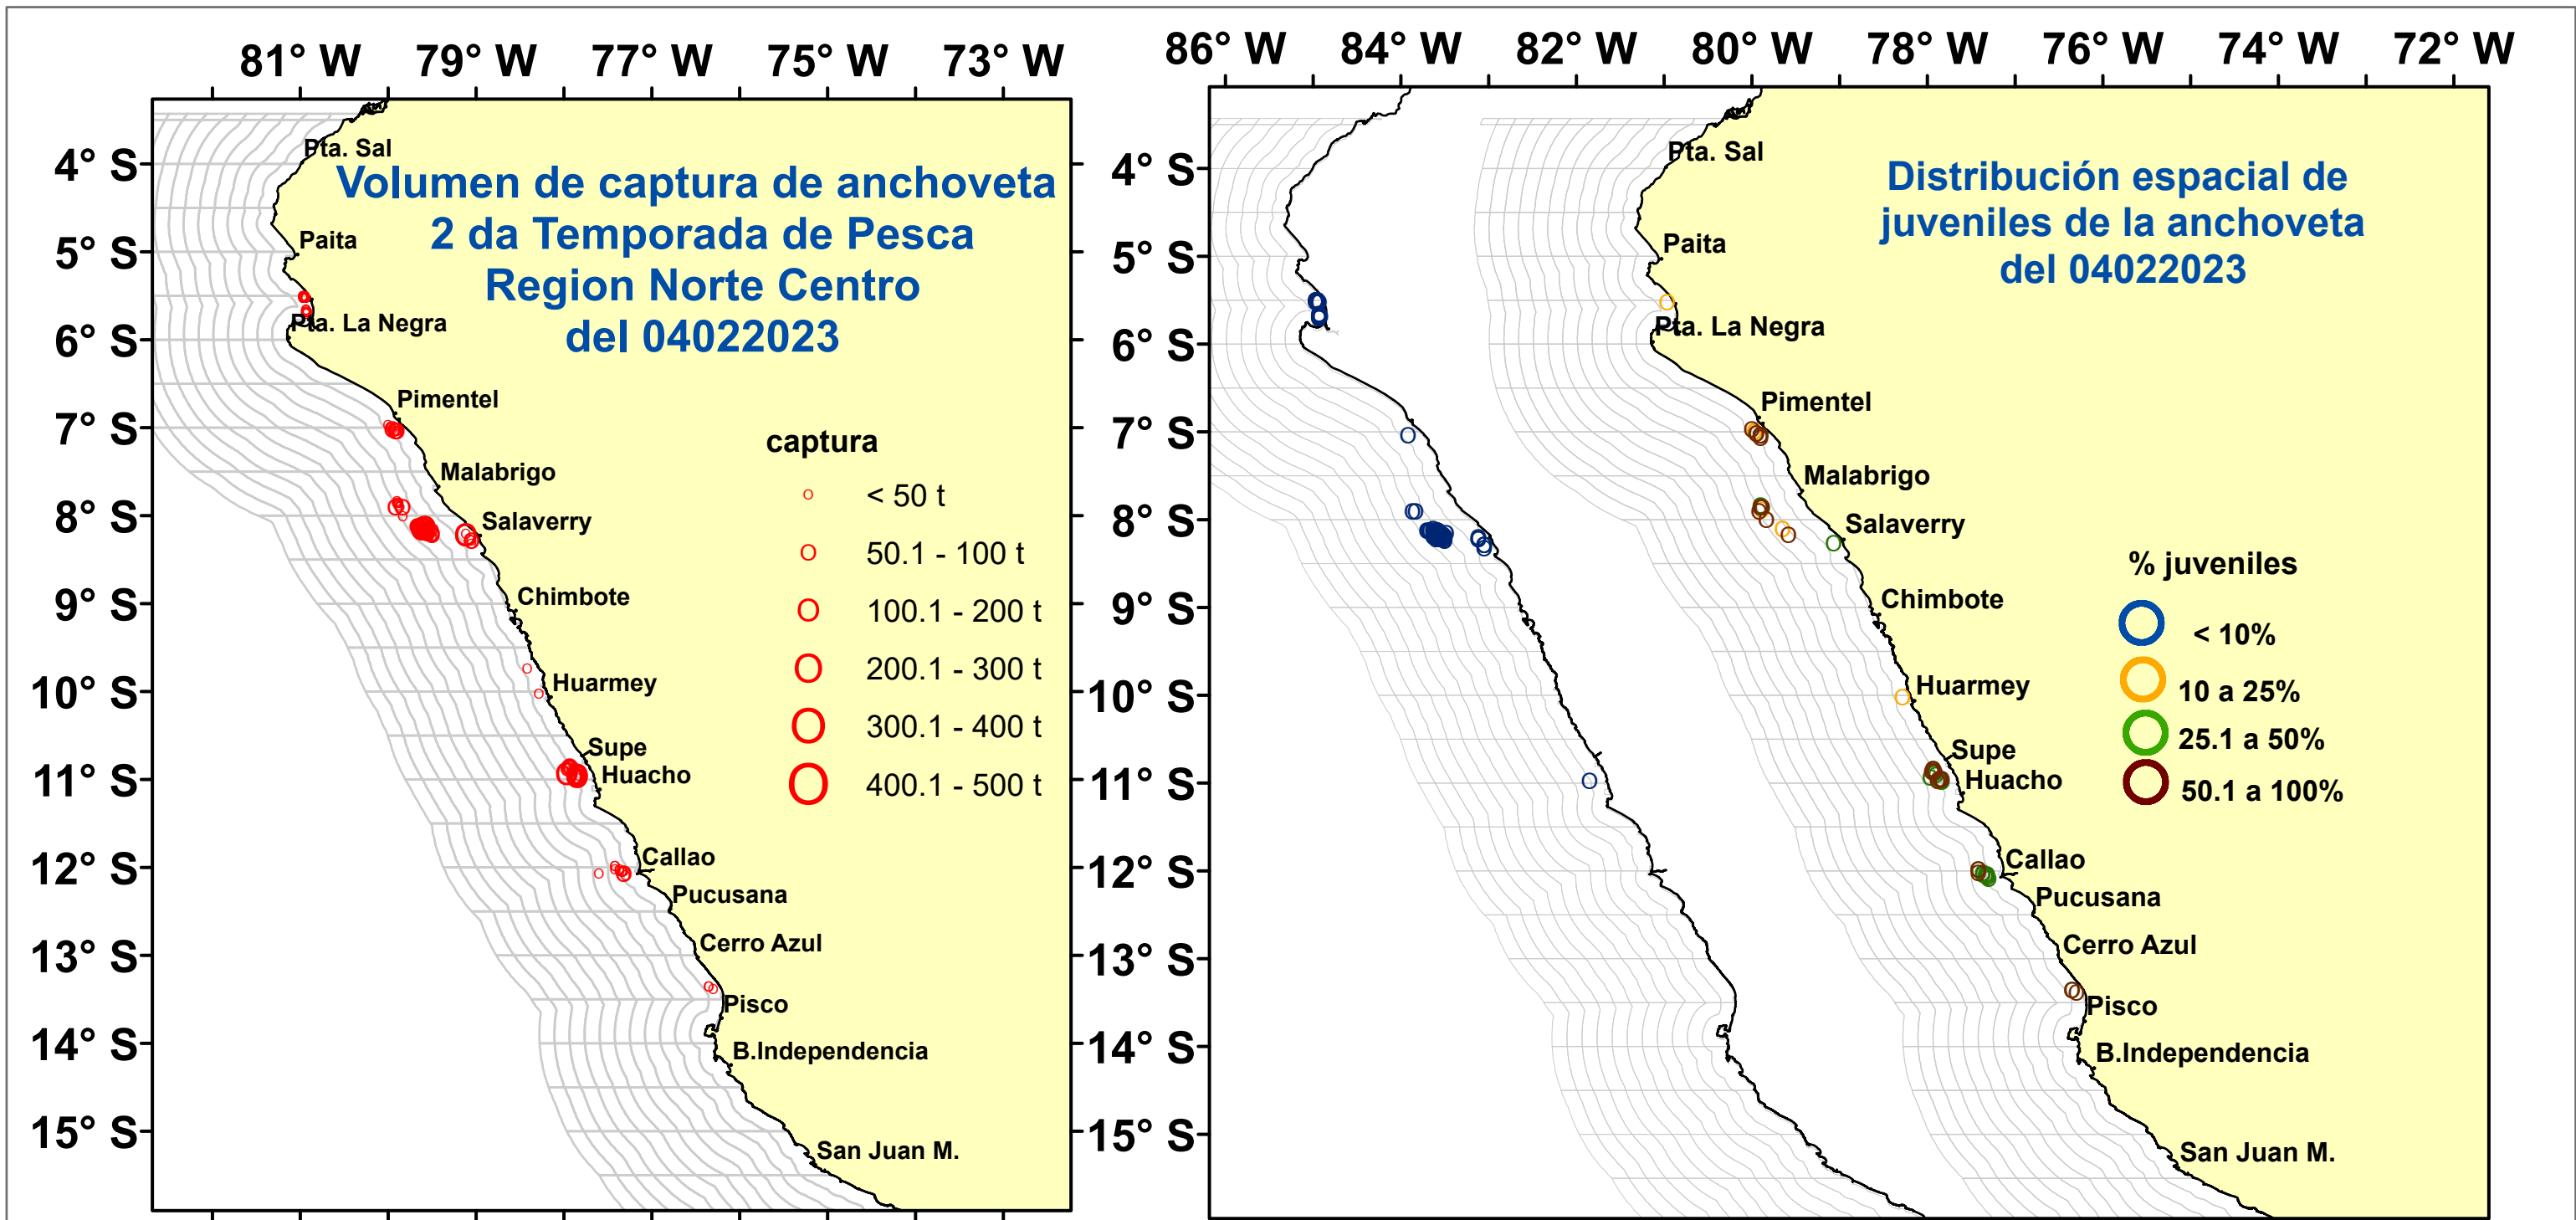 81° W 79° W 77° W 75° W 73° W
4° S
5° S
6° S
7° S
8° S
9° S
10° S
11° S
12° S
13° S
14° S
15° S
Volumen de captura de anchoveta
2 da Temporada de Pesca
Region Norte Centro
del 04022023
Pta. Sal
Paita
Pta. La Negra
Pimentel
Malabrigo
Salaverry
Chimbote
Huarmey
Supe
Huacho
Callao
Pucusana
Cerro Azul
Pisco
B.Independencia
San Juan M.
captura
< 50 t
50.1 - 100 t
100.1 - 200 t
200.1 - 300 t
300.1 - 400 t
400.1 - 500 t
86° W 84° W 82° W 80° W 78° W 76° W 74° W 72° W
4° S
5° S
6° S
7° S
8° S
9° S
10° S
11° S
12° S
13° S
14° S
15° S
Distribución espacial de
juveniles de la anchoveta
del 04022023
Pta. Sal
Paita
Pta. La Negra
Pimentel
Malabrigo
Salaverry
Chimbote
Huarmey
Supe
Huacho
Callao
Pucusana
Cerro Azul
Pisco
B.Independencia
San Juan M.
% juveniles
< 10%
10 a 25%
25.1 a 50%
50.1 a 100%